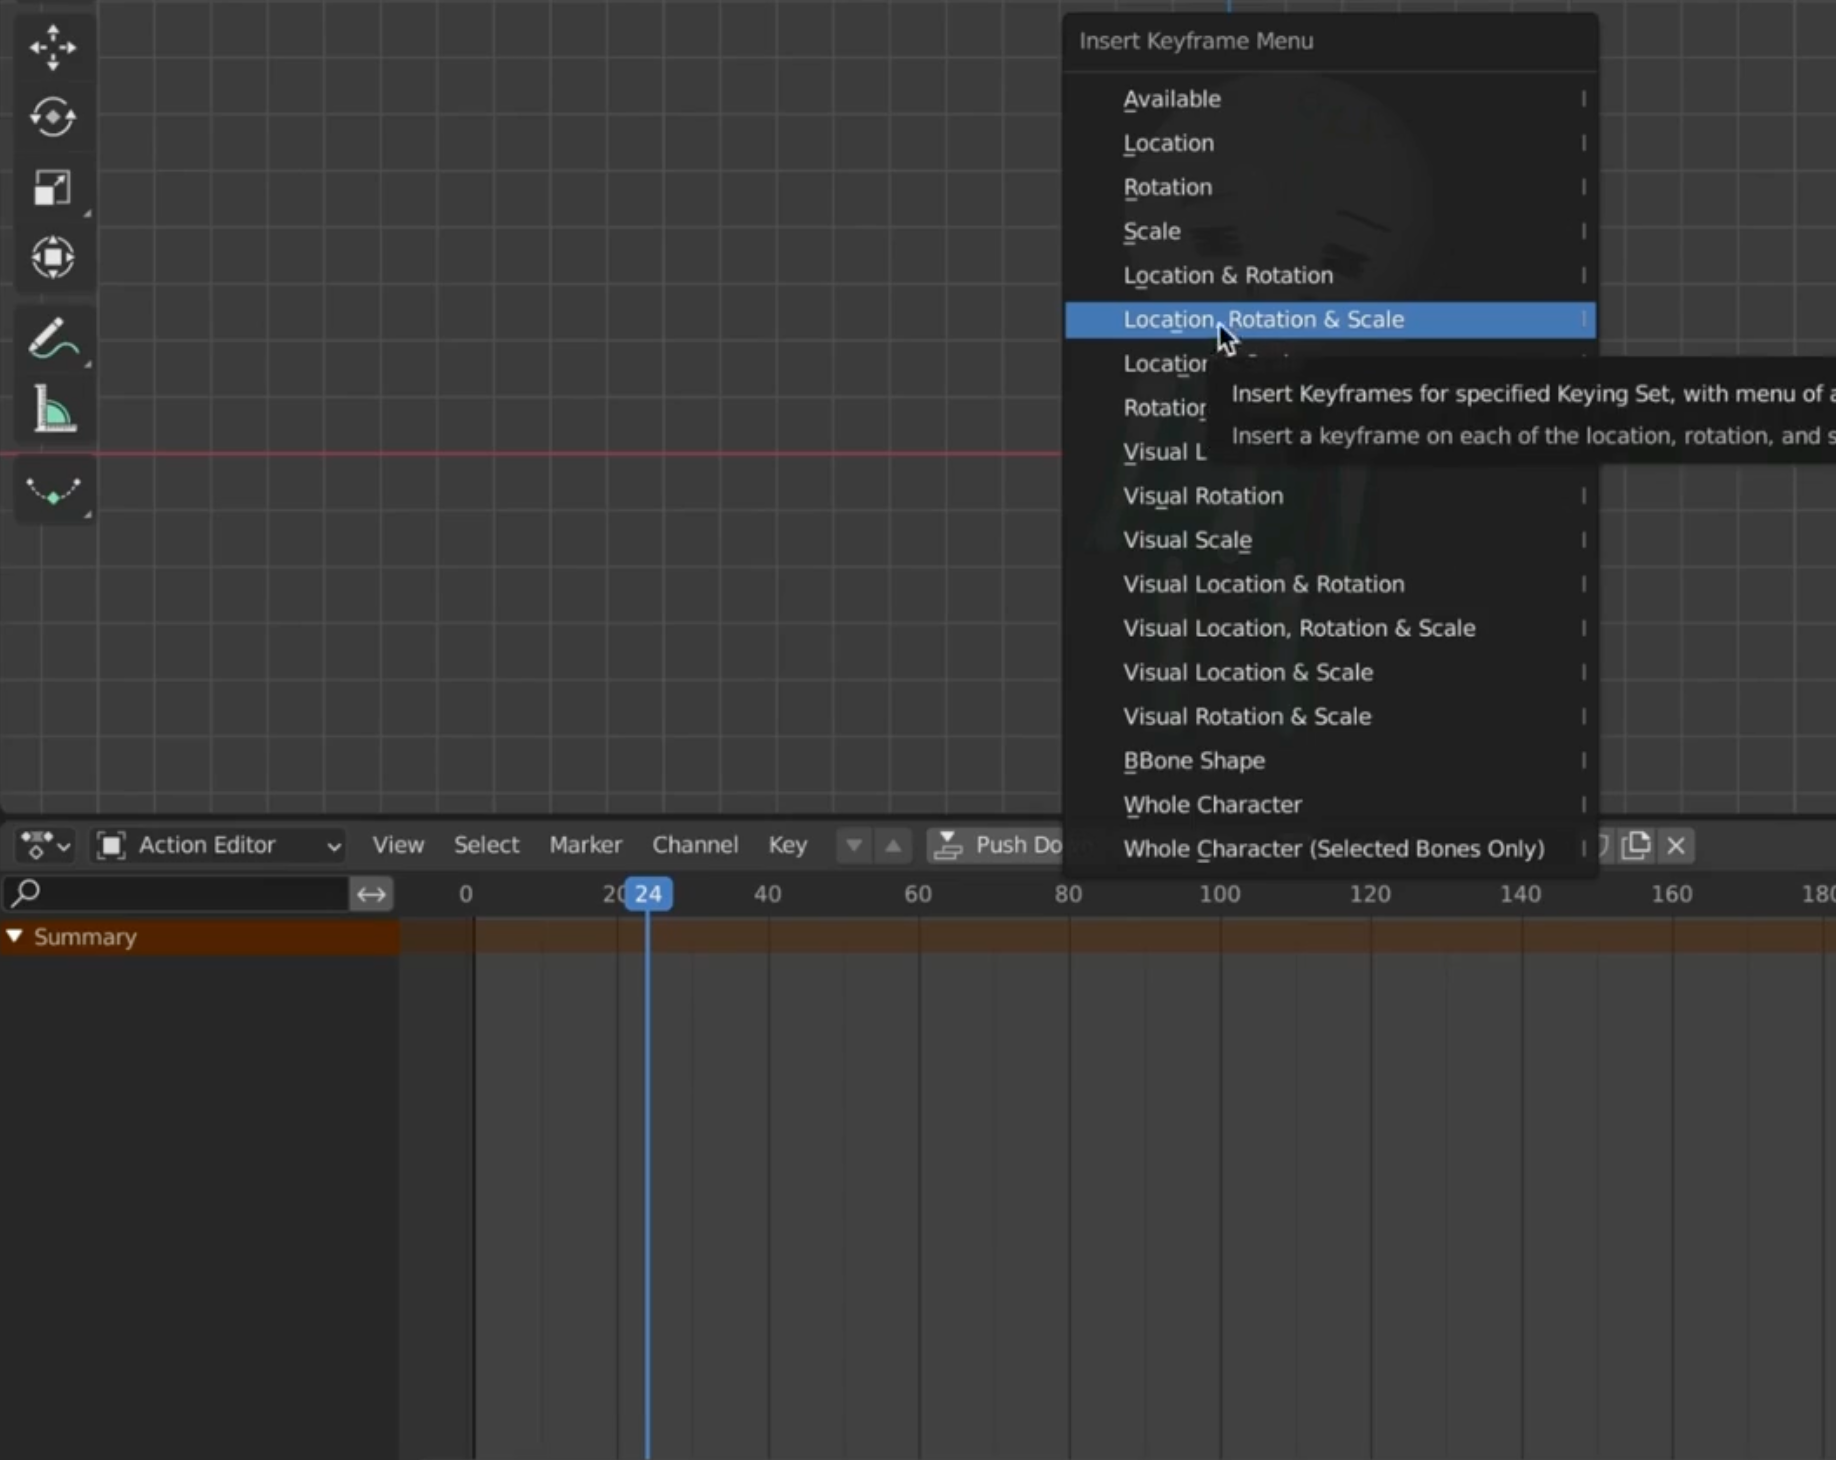 Insert Keyframe Menu
Available
Location
Rotation
Scale
Location & Rotation
Location, Rotation & Scale
Insert Keyframes for specified Keying Set, with menu of
Insert a keyframe on each of the location, rotation, and
Visual
Visual Rotation
Visual Scale
Visual Location & Rotation
Visual Location, Rotation & Scale
Visual Location & Scale
Visual Rotation & Scale
BBone Shape
Whole Character
Whole Character (Selected Bones Only)
Action Editor View Select Marker Channel Key Push
0 20 24 40 60 80 100 120 140 160 180
Summary